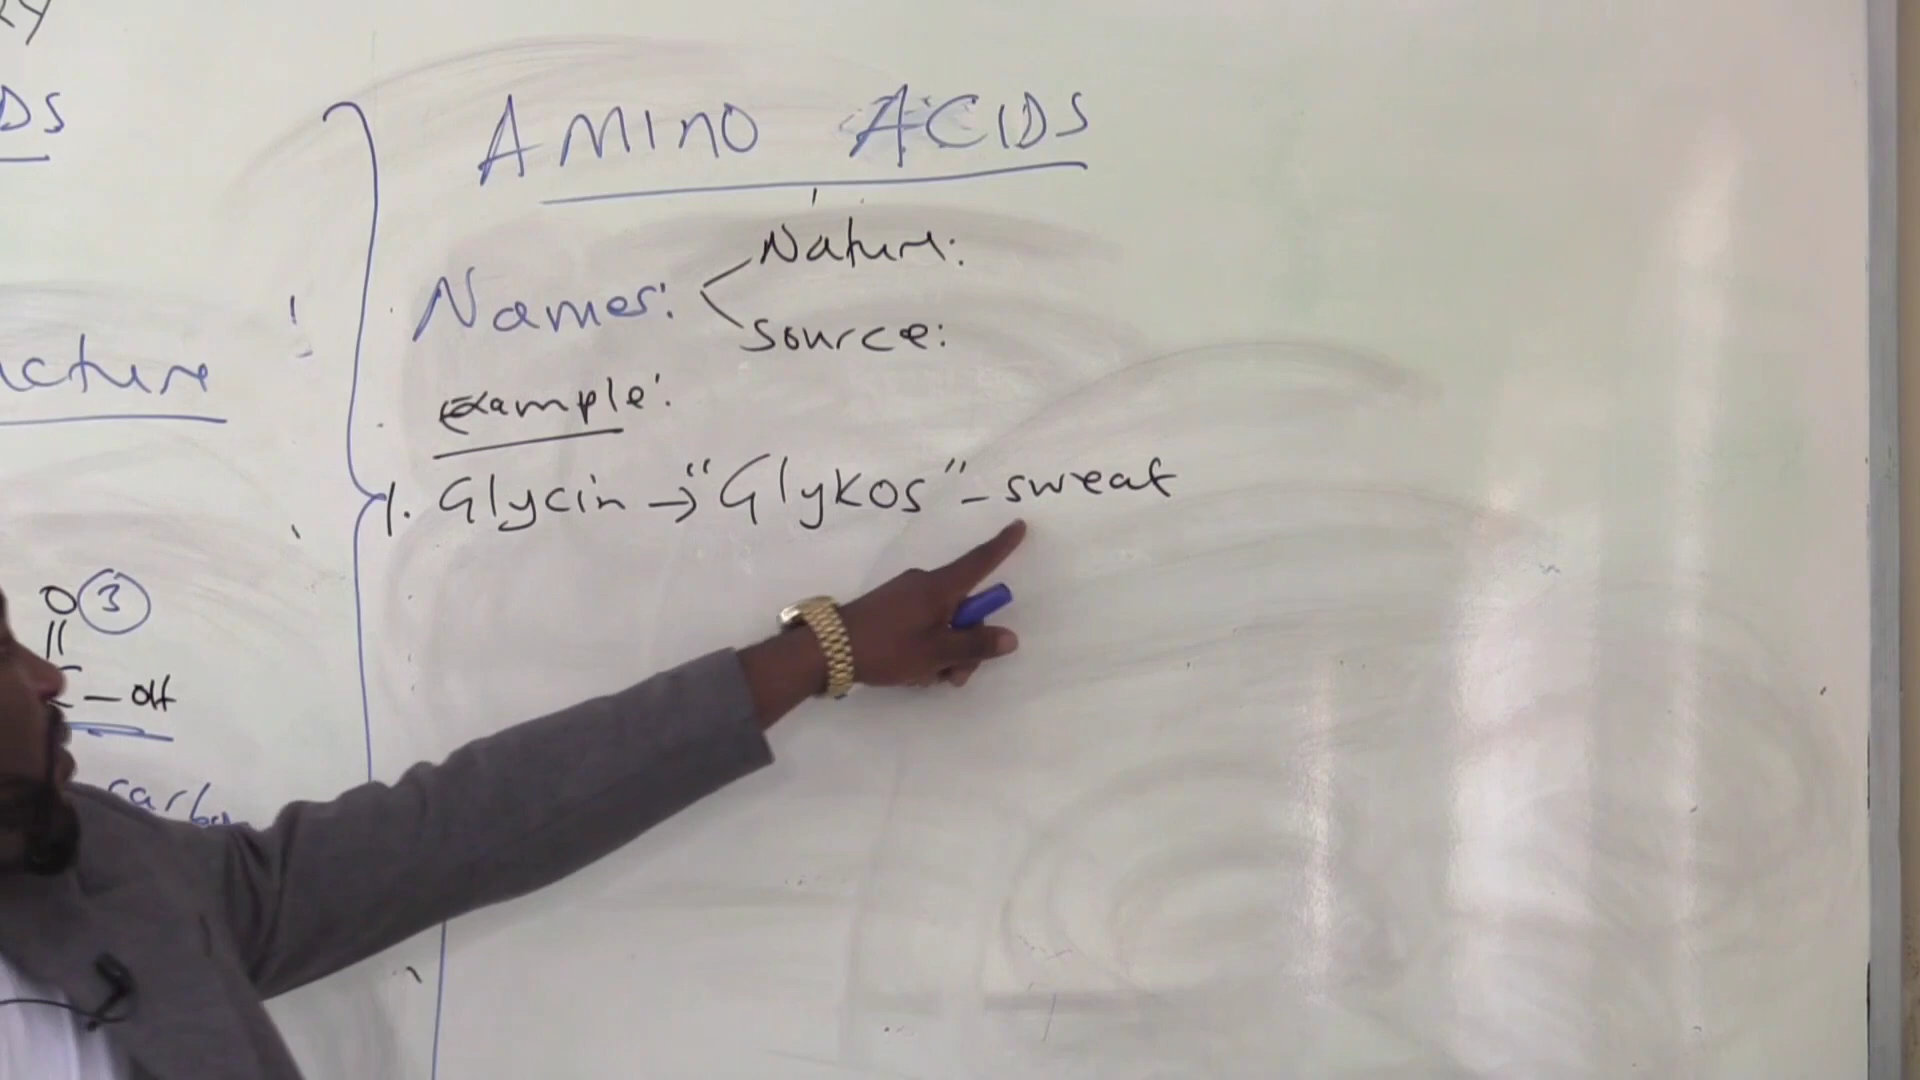 DS
cture
O 3
- OH
carbo
AMINO ACIDS
Names: Nature:
Source:
Example:
1. Glycin → "Glykos" - sweat